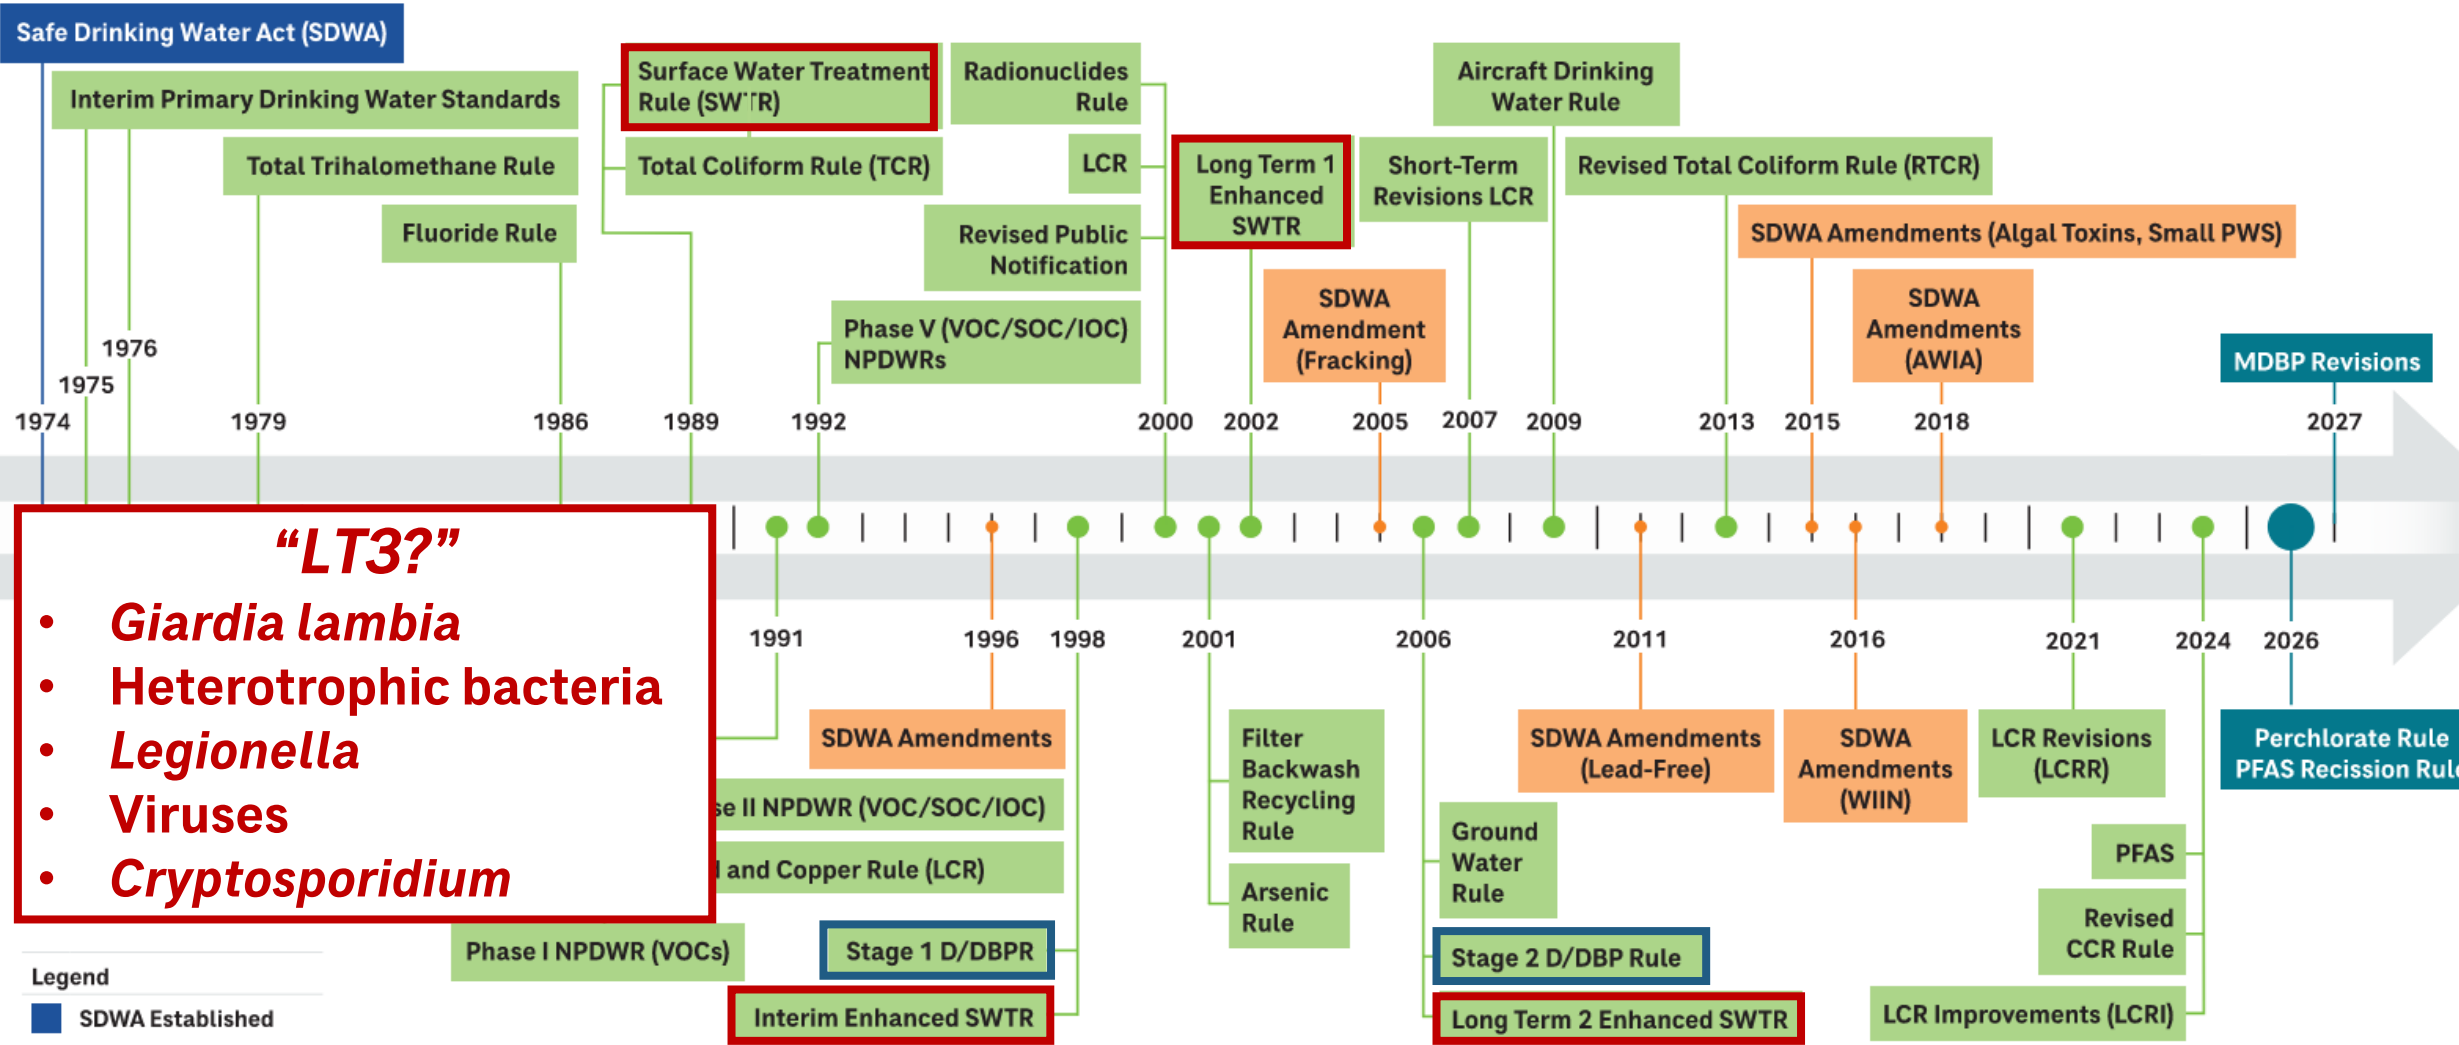 Safe Drinking Water Act (SDWA)
Interim Primary Drinking Water Standards
Total Trihalomethane Rule
Fluoride Rule
Surface Water Treatment
Rule (SWTR)
Total Coliform Rule (TCR)
Radionuclides
Rule
LCR
Revised Public
Notification
Phase V (VOC/SOC/IOC)
NPDWRs
Long Term 1
Enhanced
SWTR
Short-Term
Revisions LCR
Aircraft Drinking
Water Rule
Revised Total Coliform Rule (RTCR)
SDWA Amendments (Algal Toxins, Small PWS)
SDWA
Amendment
(Fracking)
SDWA
Amendments
(AWIA)
MDBP Revisions
1976
1975
1974
1979
1986
1989
1992
2000
2002
2005
2007
2009
2013
2015
2018
2027
“LT3?”
• Giardia lambia
• Heterotrophic bacteria
• Legionella
• Viruses
• Cryptosporidium
1991
1996
1998
2001
2006
2011
2016
2021
2024
2026
SDWA Amendments
II NPDWR (VOC/SOC/IOC)
and Copper Rule (LCR)
Phase I NPDWR (VOCs)
Stage 1 D/DBPR
Interim Enhanced SWTR
Filter
Backwash
Recycling
Rule
Arsenic
Rule
Ground
Water
Rule
Stage 2 D/DBP Rule
Long Term 2 Enhanced SWTR
SDWA Amendments
(Lead-Free)
SDWA
Amendments
(WIIN)
LCR Revisions
(LCRR)
PFAS
Revised
CCR Rule
LCR Improvements (LCRI)
Perchlorate Rule
PFAS Recission Rule
Legend
SDWA Established